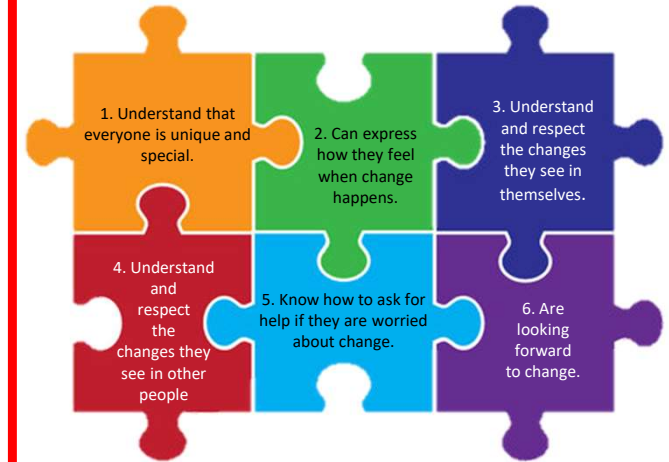 1. Understand that
everyone is unique and
special.
2. Can express
how they feel
when change
happens.
3. Understand
and respect
the changes
they see in
themselves.
4. Understand
and
respect
the
changes they
see in other
people
5. Know how to ask for
help if they are worried
about change.
6. Are
looking
forward
to change.